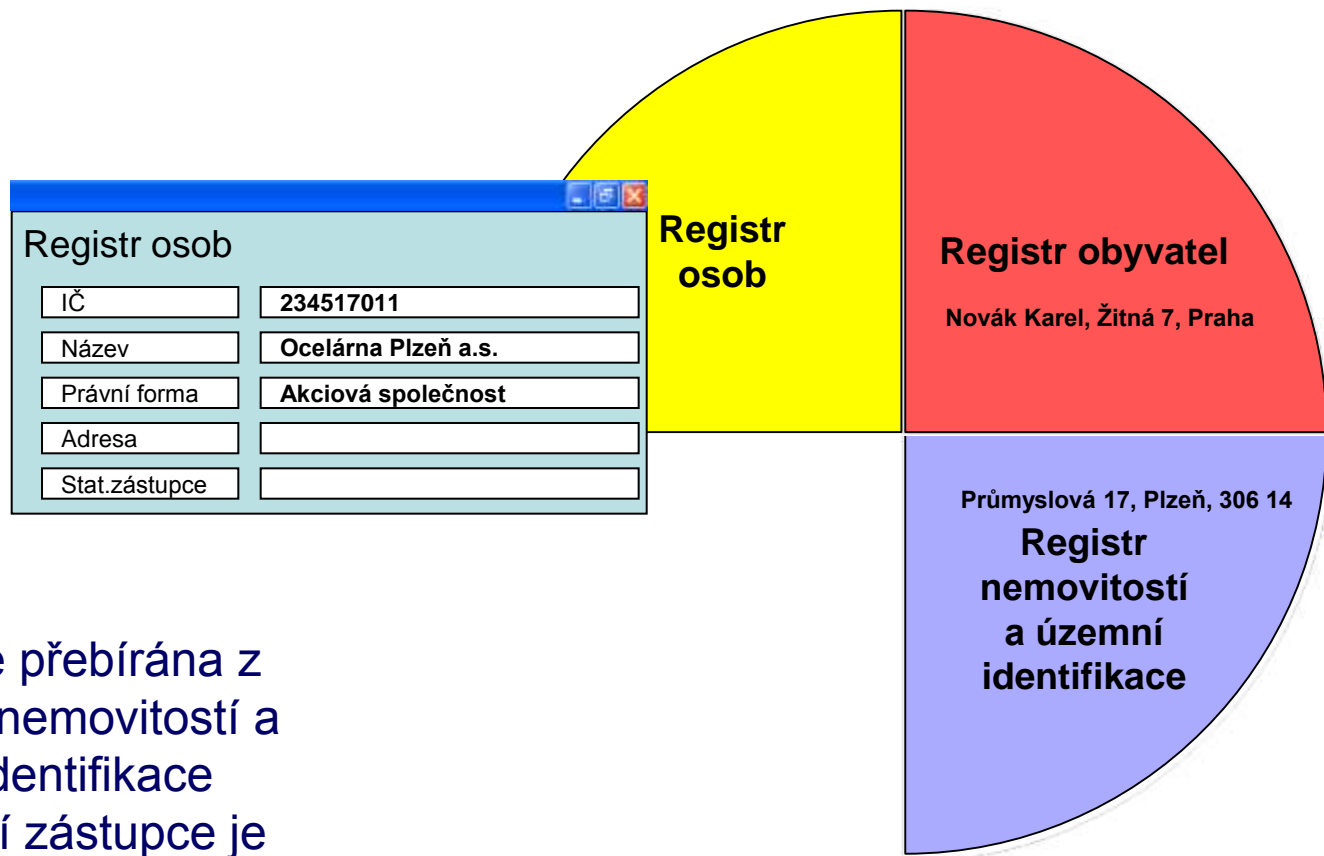 Registr osob
IČ
234517011
Název
Ocelárna Plzeň a.s.
Právní forma
Akciová společnost
Adresa
Stat.zástupce
Registr
osob
Registr obyvatel
Novák Karel, Žitná 7, Praha
Průmyslová 17, Plzeň, 306 14
Registr
nemovitostí
a územní
identifikace
e přebírána z
nemovitostí a
dentifikace
í zástupce je